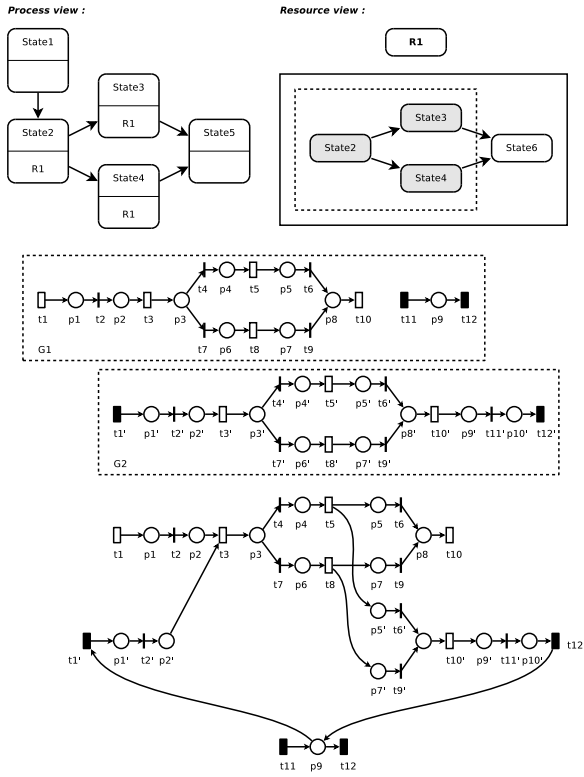 Process view :
Resource view :
State1
R1
State3
R1
State2
R1
State5
State4
R1
State3
State2
State6
State4
t4 p4 t5 p5 t6
t1 p1 t2 p2 t3 p3 p8 t10 t11 p9 t12
t7 p6 t8 p7 t9
G1
t4' p4' t5' p5' t6'
t1' p1' t2' p2' t3' p3' p8' t10' p9' t11' p10' t12'
t7' p6' t8' p7' t9'
G2
t4 p4 t5 p5 t6
t1 p1 t2 p2 t3 p3 p8 t10
t7 p6 t8 p7 t9
p5' t6'
t1' p1' t2' p2' t10' p9' t11' p10' t12
p7' t9'
t11 p9 t12